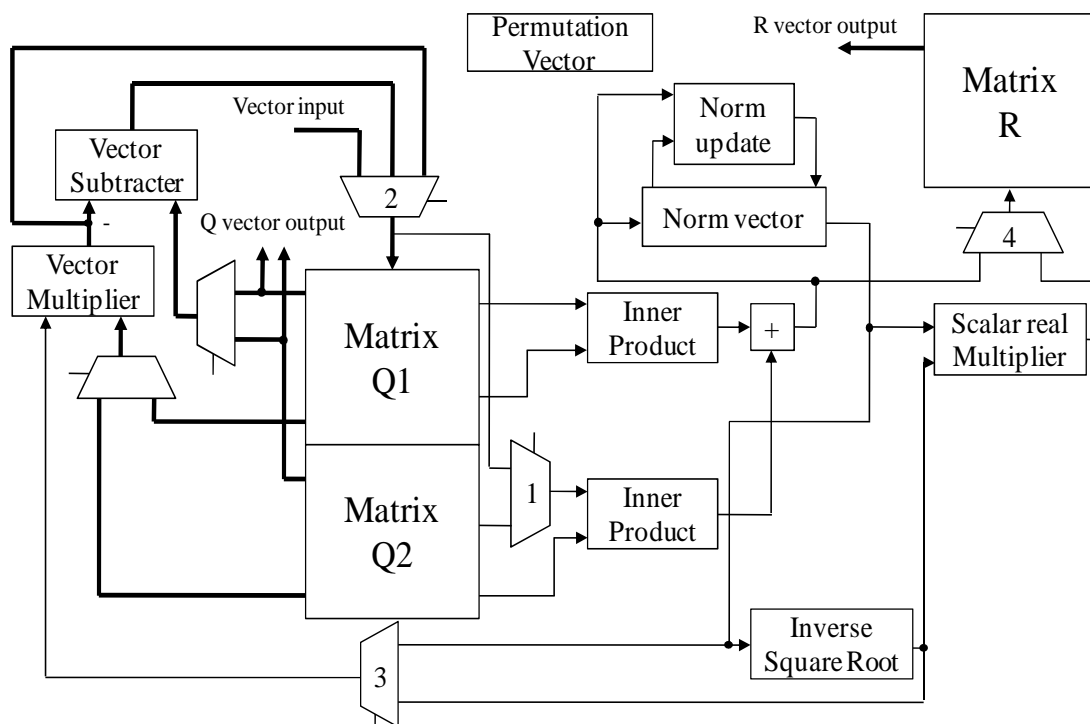 Permutation
Vector
R vector output
Matrix
R
Vector input
Norm
update
Vector
Subtracter
2
Norm vector
4
-
Q vector output
Vector
Multiplier
Matrix
Q1
Inner
Product
+
Scalar real
Multiplier
1
Matrix
Q2
Inner
Product
3
Inverse
Square Root